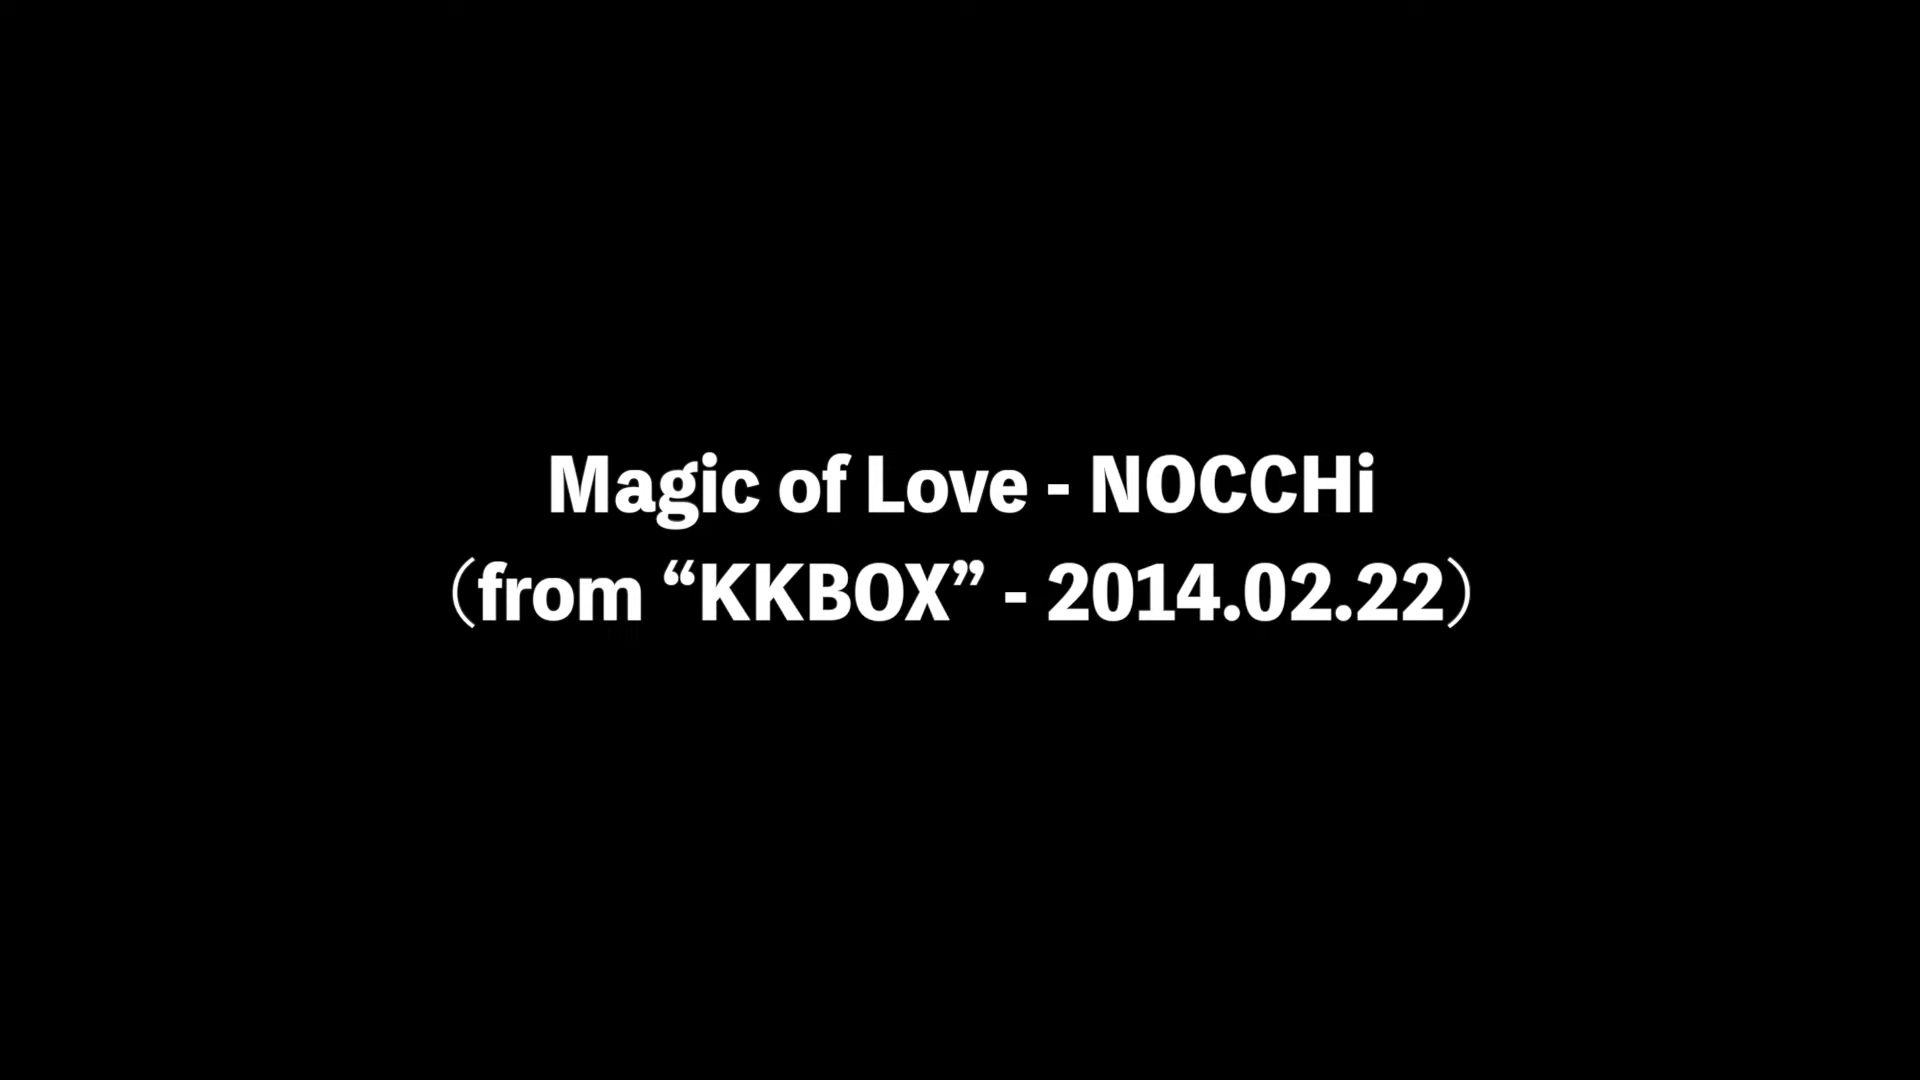 Magic of Love - NOCCHi
（from “KKBOX” - 2014.02.22）